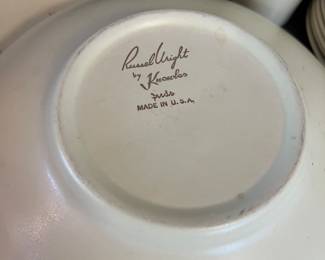 Russel Wright
by
Knowles
MADE IN U.S.A.